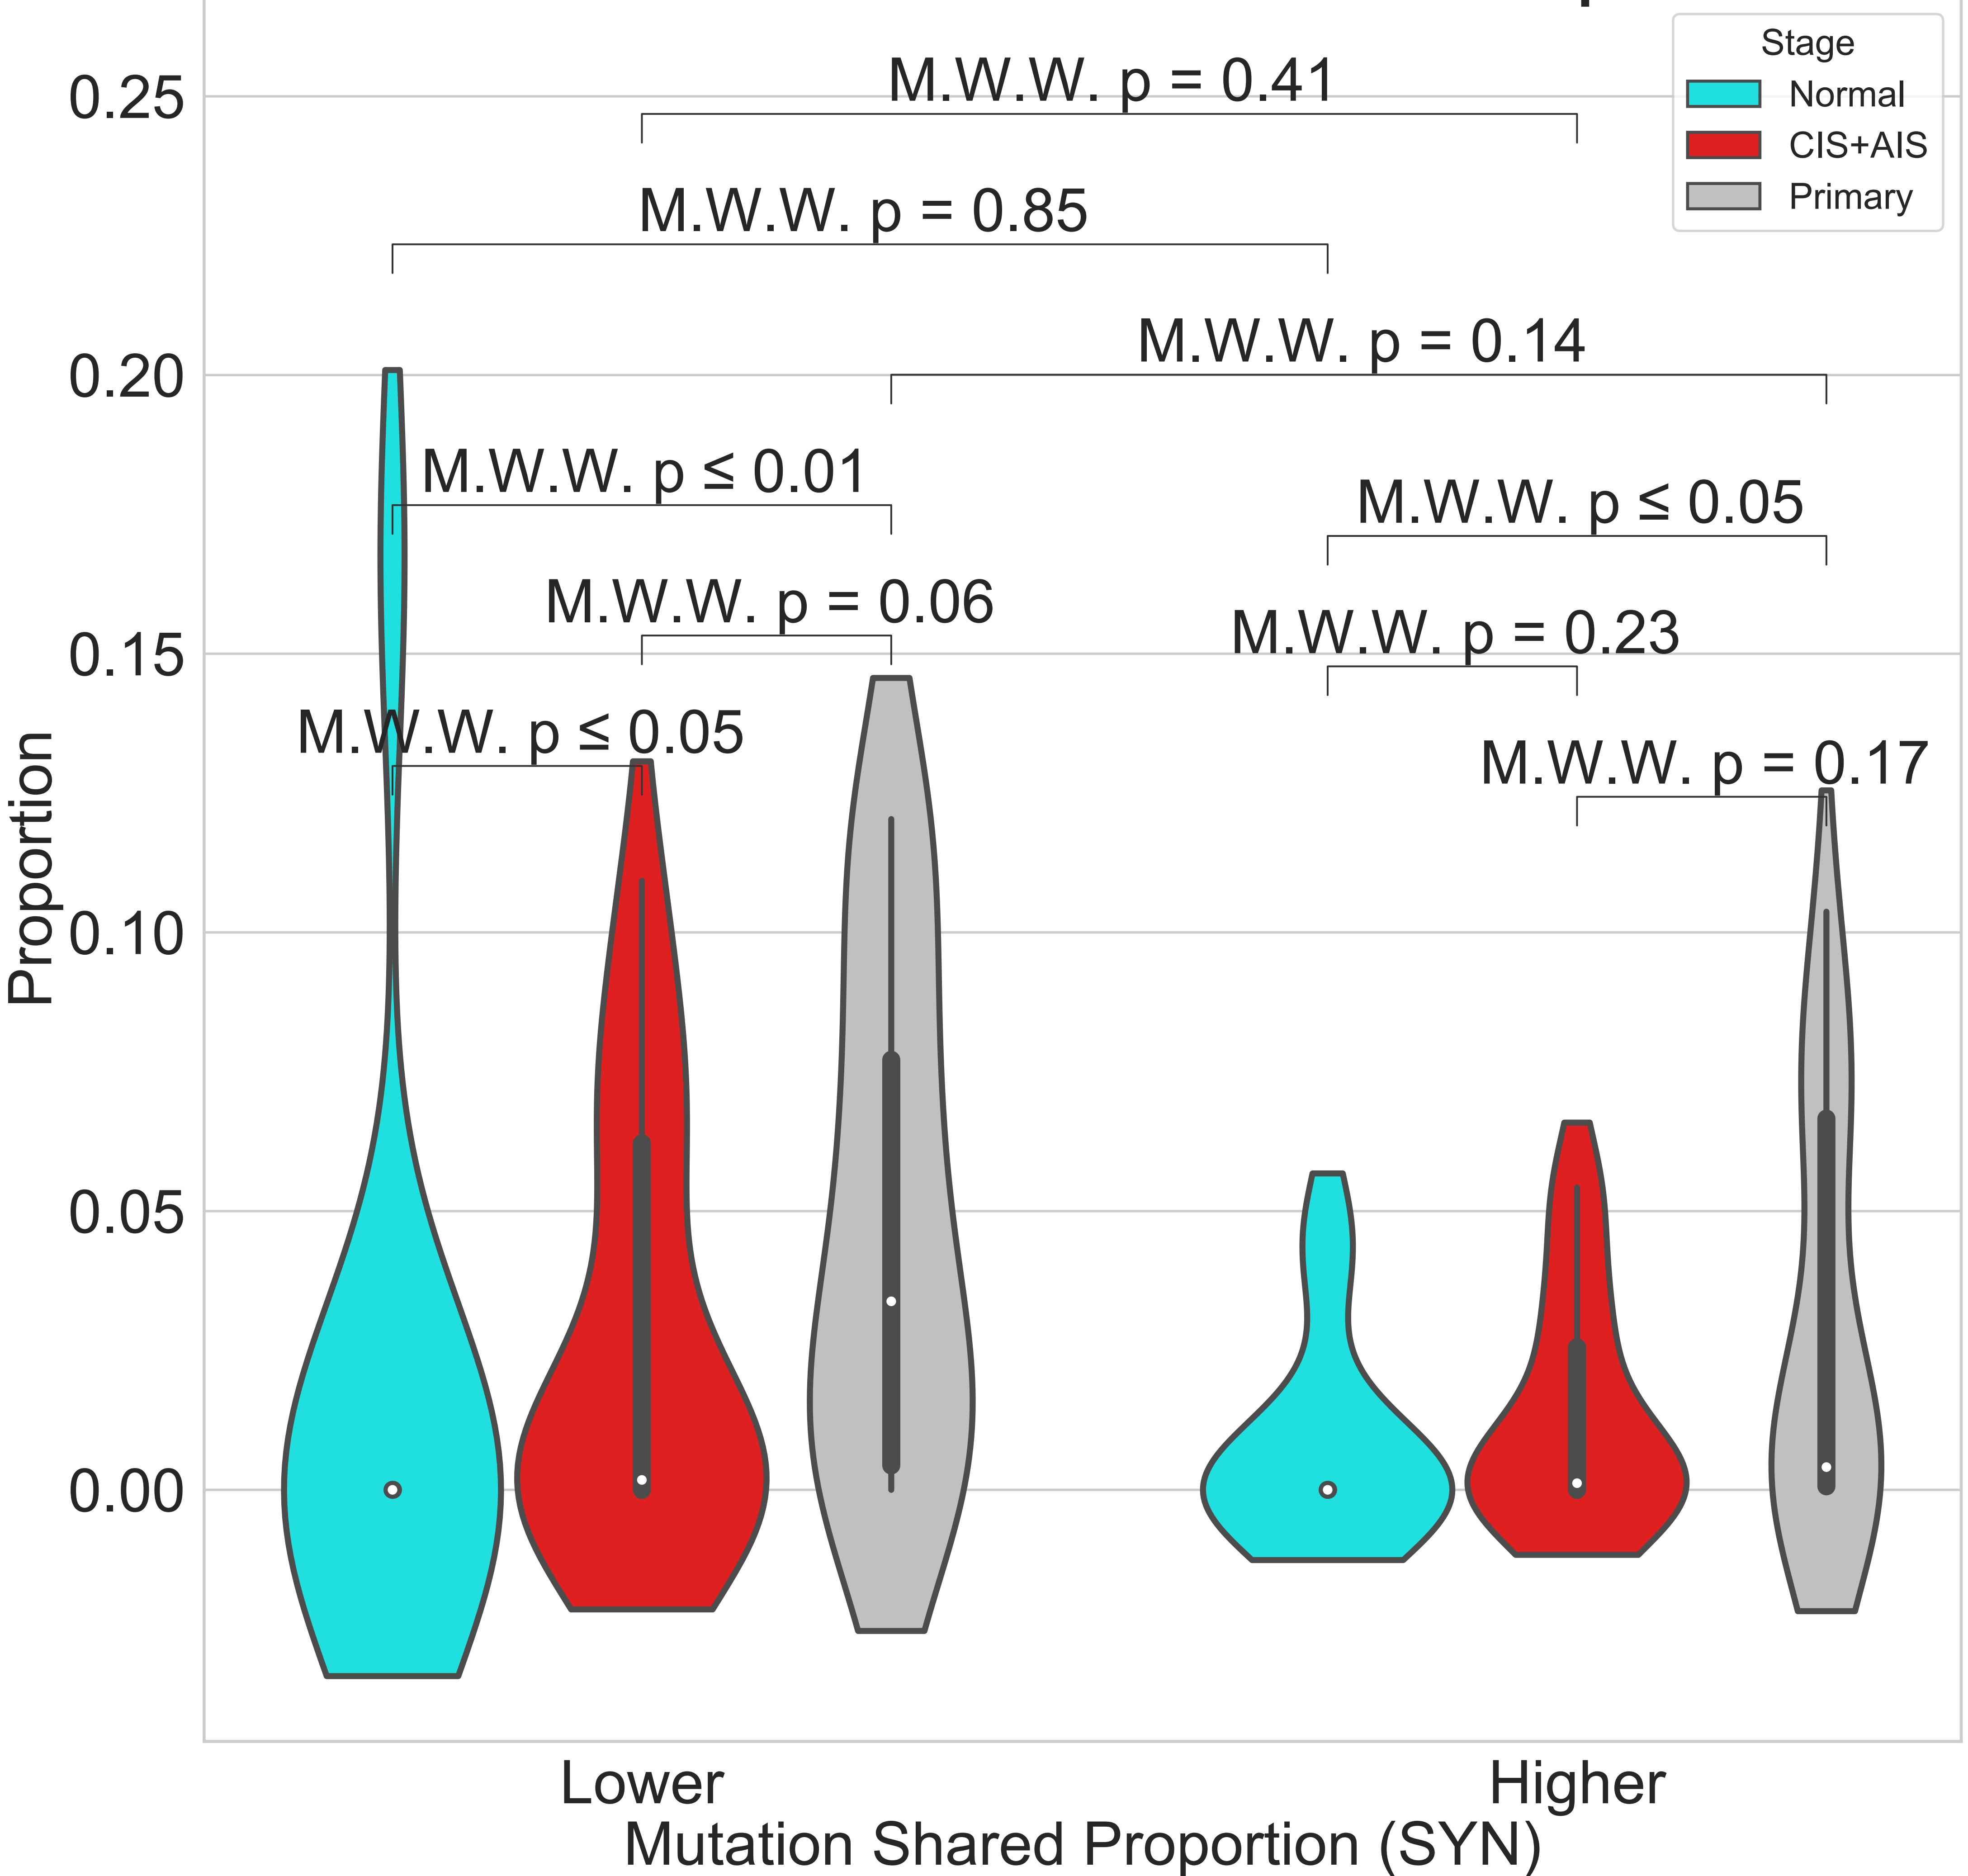 Stage
Normal
CIS+AIS
Primary
M.W.W. p = 0.41
M.W.W. p = 0.85
M.W.W. p = 0.14
M.W.W. p ≤ 0.01
M.W.W. p ≤ 0.05
M.W.W. p = 0.06
M.W.W. p = 0.23
M.W.W. p ≤ 0.05
M.W.W. p = 0.17
0.25
0.20
0.15
0.10
0.05
0.00
Proportion
Lower
Higher
Mutation Shared Proportion (SYN)